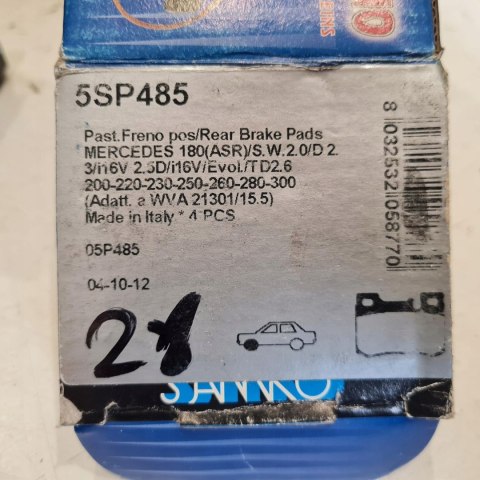 5SP485
Past.Freno pos/Rear Brake Pads
MERCEDES 180(ASR)/S.W.2.0/D 2.
3/i16V 2.5D/i16V/Evol./TD2.6
200-220-230-250-260-280-300
(Adatt. a WVA 21301/15.5)
Made in Italy * 4 PCS
05P485
04-10-12
8 032532 058770